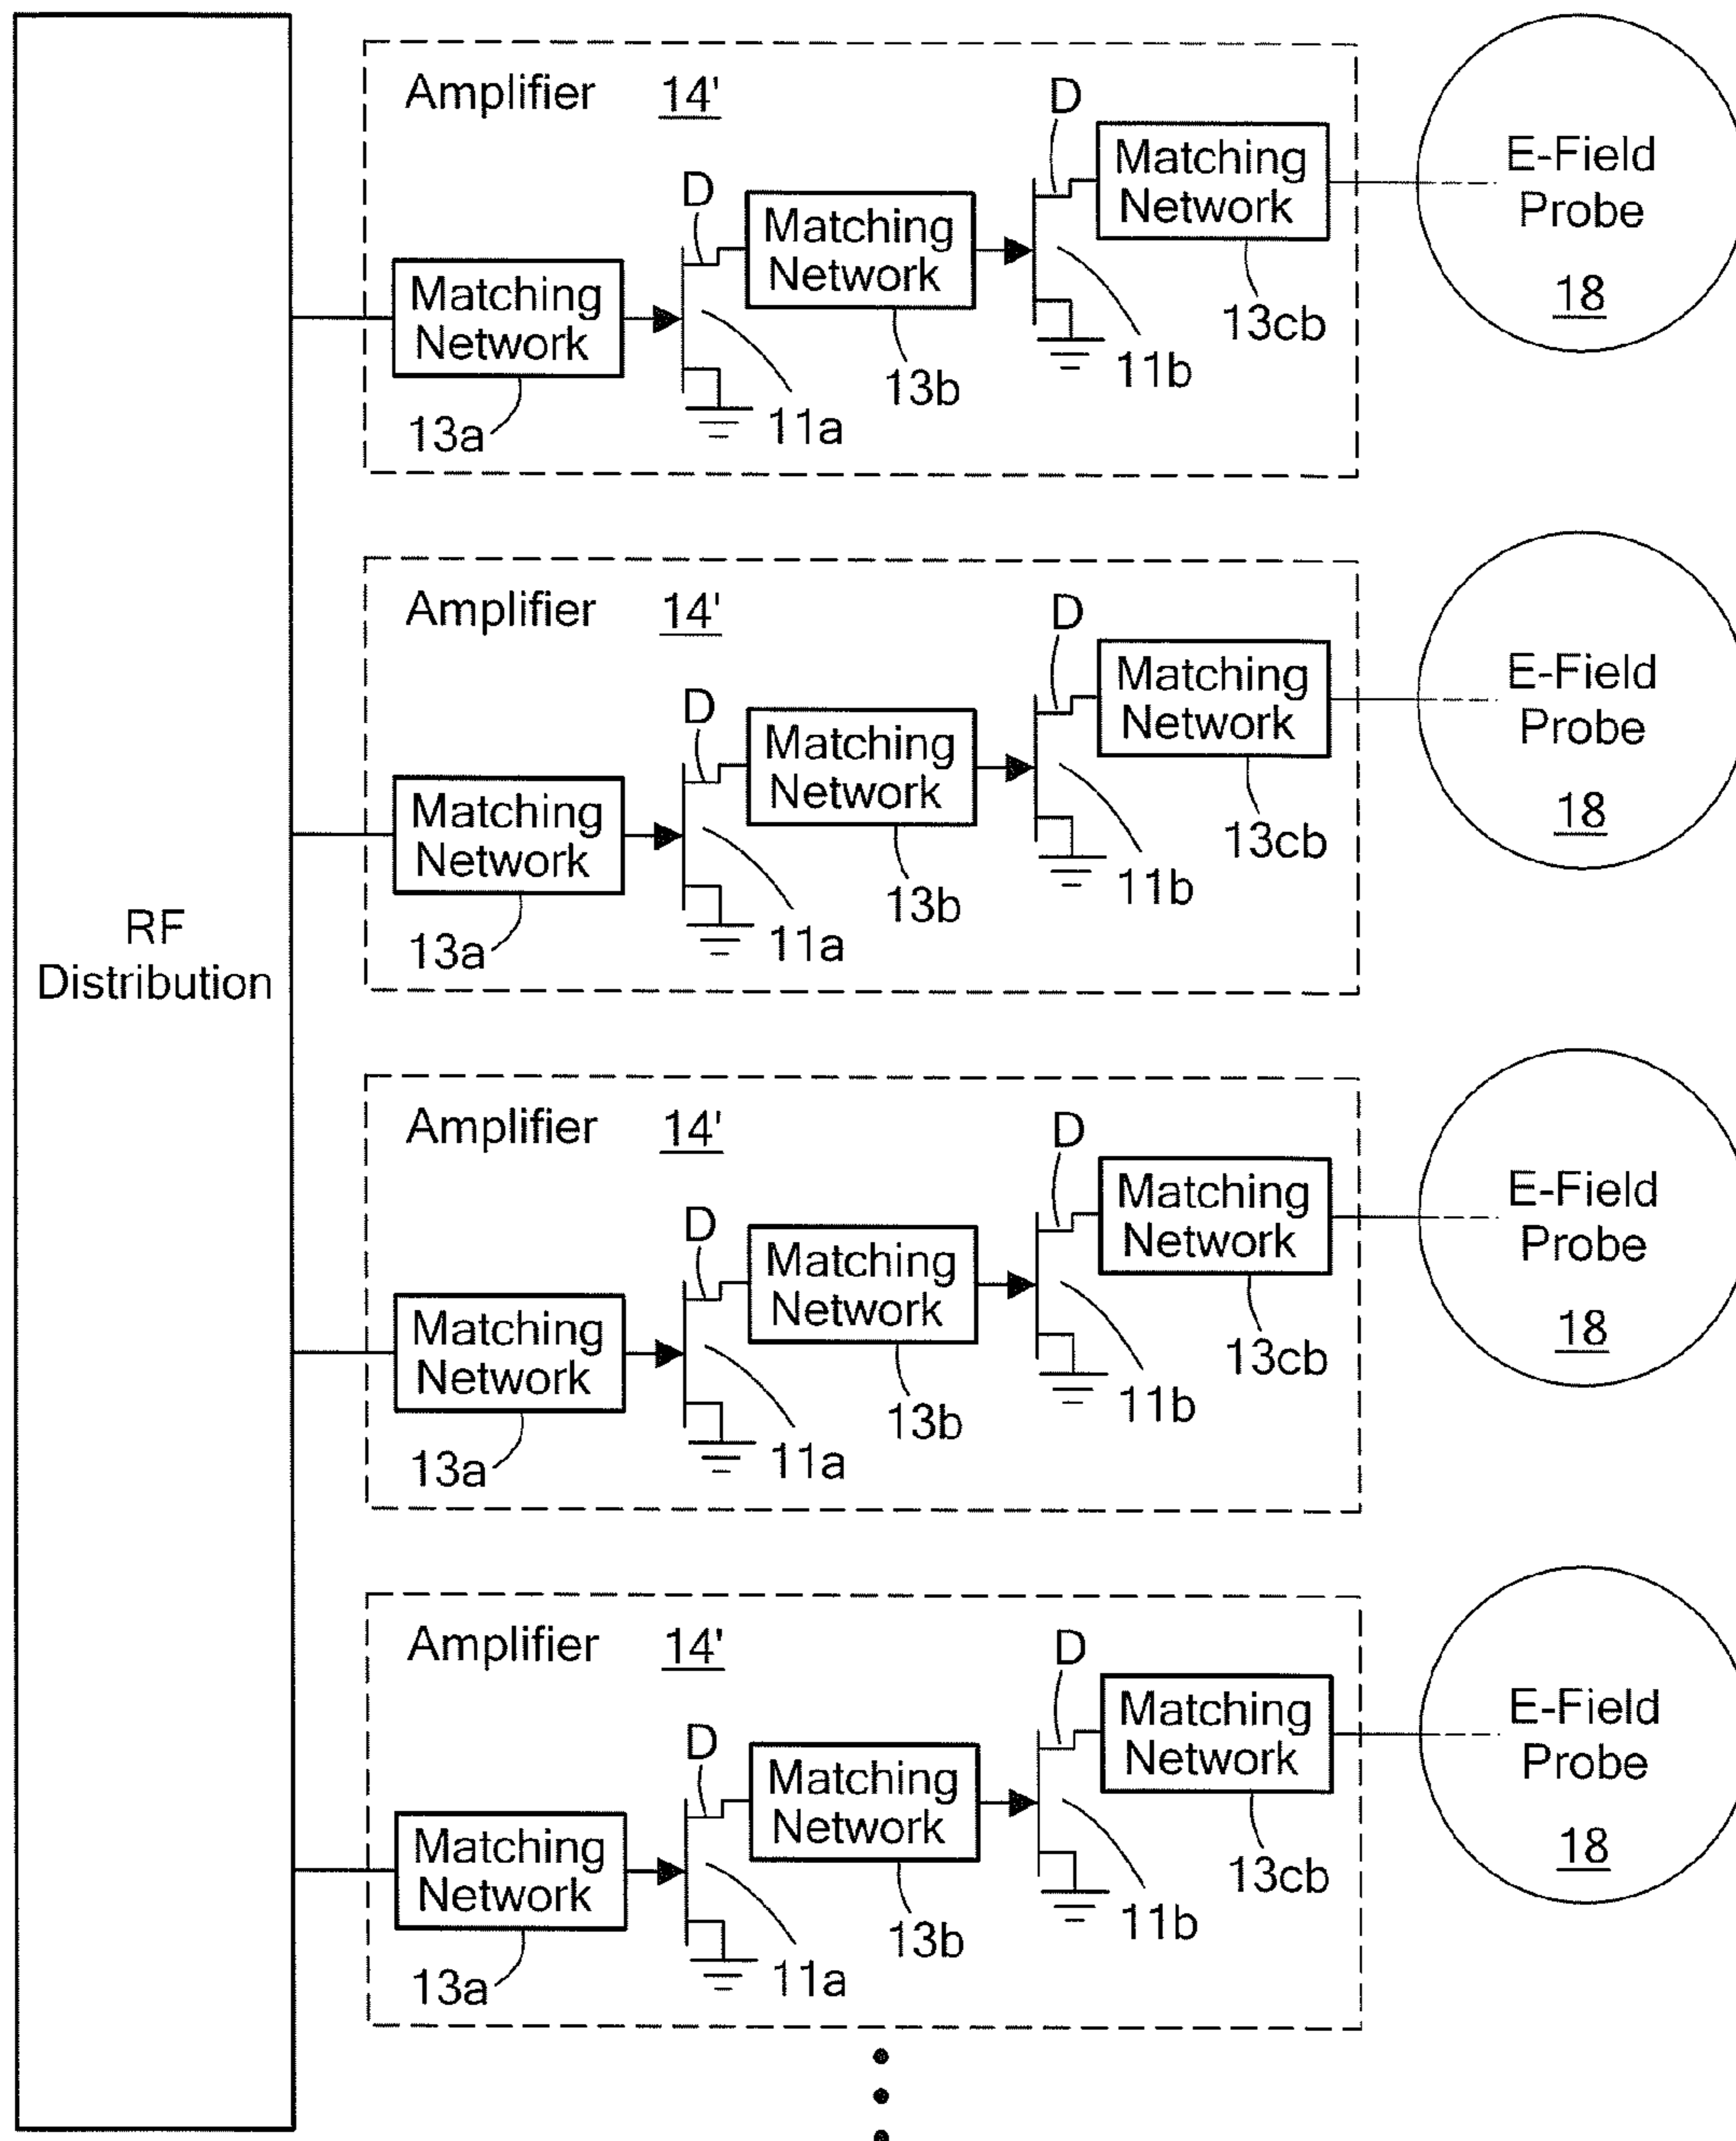 RF
Distribution
Amplifier 14'
D
D
Matching
Network
E-Field
Probe
18
Matching
Network
Matching
Network
13cb
11b
13b
11a
13a
Amplifier 14'
D
D
Matching
Network
E-Field
Probe
18
Matching
Network
Matching
Network
13cb
11b
13b
11a
13a
Amplifier 14'
D
D
Matching
Network
E-Field
Probe
18
Matching
Network
Matching
Network
13cb
11b
13b
11a
13a
Amplifier 14'
D
D
Matching
Network
E-Field
Probe
18
Matching
Network
Matching
Network
13cb
11b
13b
11a
13a